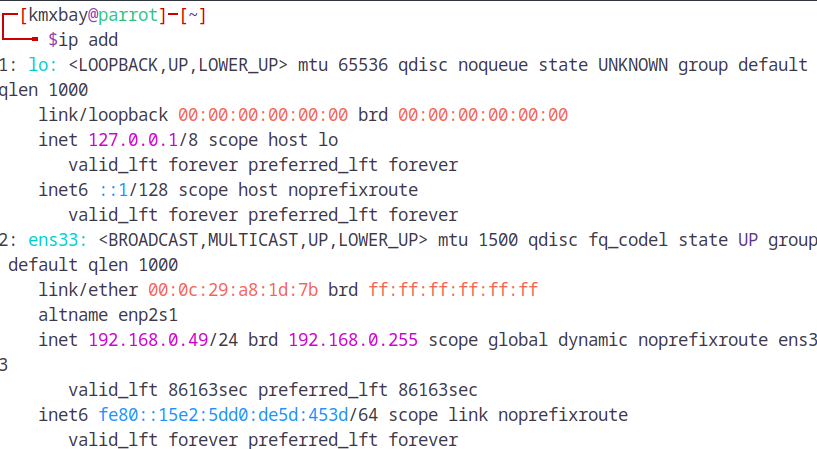 [kmxbay@parrot]─[~]
$ip add
1: lo: <LOOPBACK,UP,LOWER_UP> mtu 65536 qdisc noqueue state UNKNOWN group default
qlen 1000
link/loopback 00:00:00:00:00:00 brd 00:00:00:00:00:00
inet 127.0.0.1/8 scope host lo
valid_lft forever preferred_lft forever
inet6 ::1/128 scope host noprefixroute
valid_lft forever preferred_lft forever
2: ens33: <BROADCAST,MULTICAST,UP,LOWER_UP> mtu 1500 qdisc fq_codel state UP group
default qlen 1000
link/ether 00:0c:29:a8:1d:7b brd ff:ff:ff:ff:ff:ff
altname enp2s1
inet 192.168.0.49/24 brd 192.168.0.255 scope global dynamic noprefixroute ens3
3
valid_lft 86163sec preferred_lft 86163sec
inet6 fe80::15e2:5dd0:de5d:453d/64 scope link noprefixroute
valid_lft forever preferred_lft forever